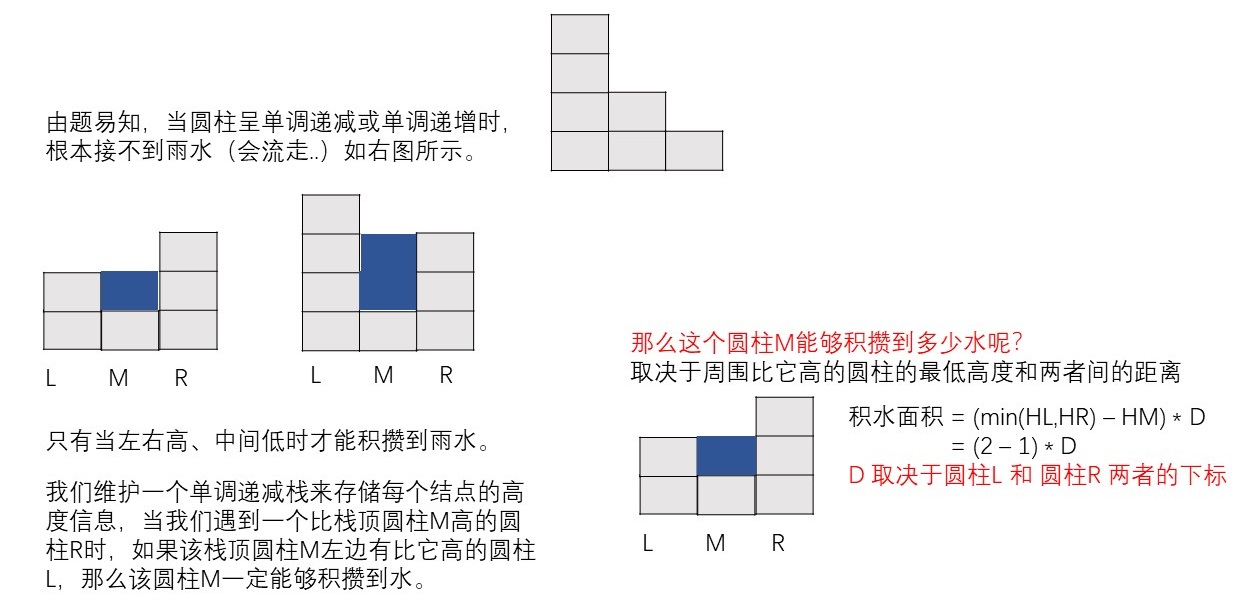 由题易知，当圆柱呈单调递减或单调递增时，
根本接不到雨水（会流走..）如右图所示。
L M R
L M R
只有当左右高、中间低时才能积攒到雨水。
我们维护一个单调递减栈来存储每个结点的高
度信息，当我们遇到一个比栈顶圆柱M高的圆
柱R时，如果该栈顶圆柱M左边有比它高的圆柱
L，那么该圆柱M一定能够积攒到水。
那么这个圆柱M能够积攒到多少水呢？
取决于周围比它高的圆柱的最低高度和两者间的距离
积水面积 = (min(HL,HR) – HM) * D
= (2 – 1) * D
D 取决于圆柱L 和 圆柱R 两者的下标
L M R